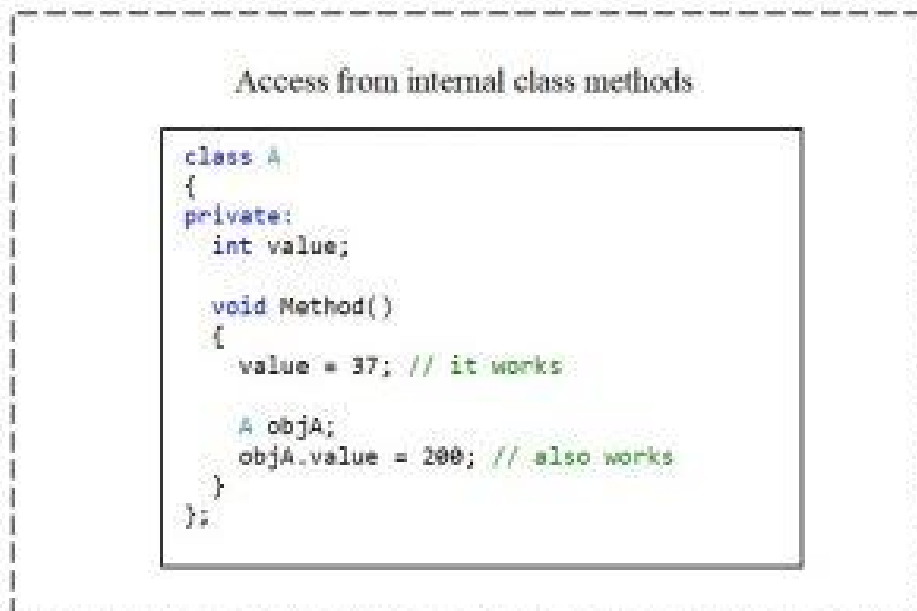 Access from internal class methods
class A
{
private:
int value;
void Method()
{
value = 37; // it works
A objA;
objA.value = 200; // also works
}
};